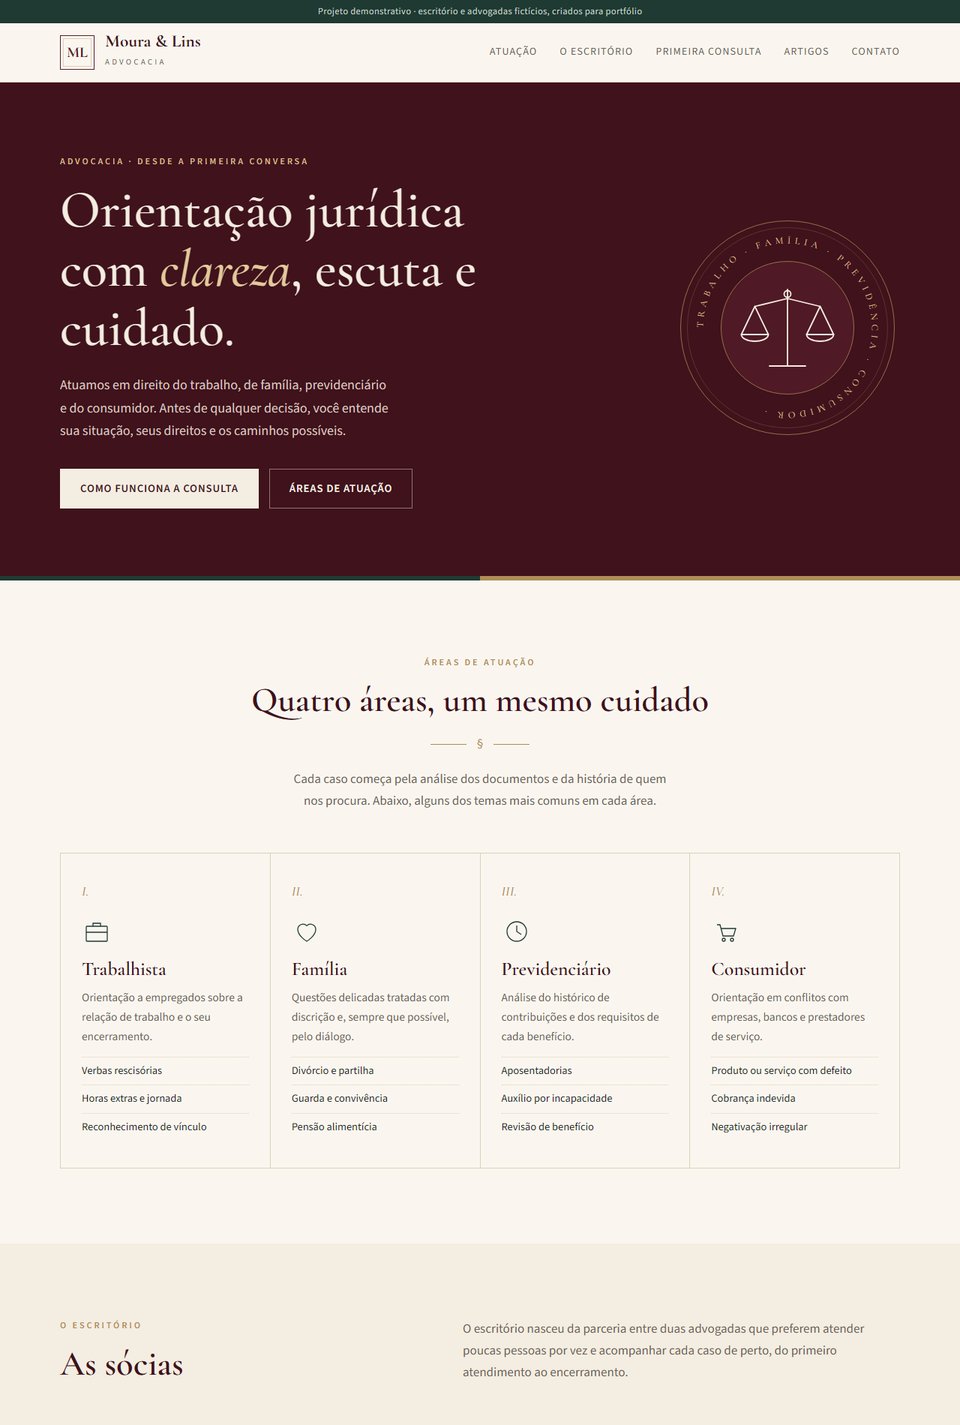 Projeto demonstrativo · escritório e advogadas fictícios, criados para portfólio
ML
Moura & Lins
ADVOCACIA
ATUAÇÃO
O ESCRITÓRIO
PRIMEIRA CONSULTA
ARTIGOS
CONTATO
ADVOCACIA · DESDE A PRIMEIRA CONVERSA
Orientação jurídica
com clareza, escuta e
cuidado.
Atuamos em direito do trabalho, de família, previdenciário
e do consumidor. Antes de qualquer decisão, você entende
sua situação, seus direitos e os caminhos possíveis.
COMO FUNCIONA A CONSULTA
ÁREAS DE ATUAÇÃO
TRABALHO · FAMÍLIA · PREVIDÊNCIA · CONSUMIDOR ·
ÁREAS DE ATUAÇÃO
Quatro áreas, um mesmo cuidado
§
Cada caso começa pela análise dos documentos e da história de quem
nos procura. Abaixo, alguns dos temas mais comuns em cada área.
I.
Trabalhista
Orientação a empregados sobre a
relação de trabalho e o seu
encerramento.
Verbas rescisórias
Horas extras e jornada
Reconhecimento de vínculo
II.
Família
Questões delicadas tratadas com
discrição e, sempre que possível,
pelo diálogo.
Divórcio e partilha
Guarda e convivência
Pensão alimentícia
III.
Previdenciário
Análise do histórico de
contribuições e dos requisitos de
cada benefício.
Aposentadorias
Auxílio por incapacidade
Revisão de benefício
IV.
Consumidor
Orientação em conflitos com
empresas, bancos e prestadores
de serviço.
Produto ou serviço com defeito
Cobrança indevida
Negativação irregular
O ESCRITÓRIO
As sócias
O escritório nasceu da parceria entre duas advogadas que preferem atender
poucas pessoas por vez e acompanhar cada caso de perto, do primeiro
atendimento ao encerramento.